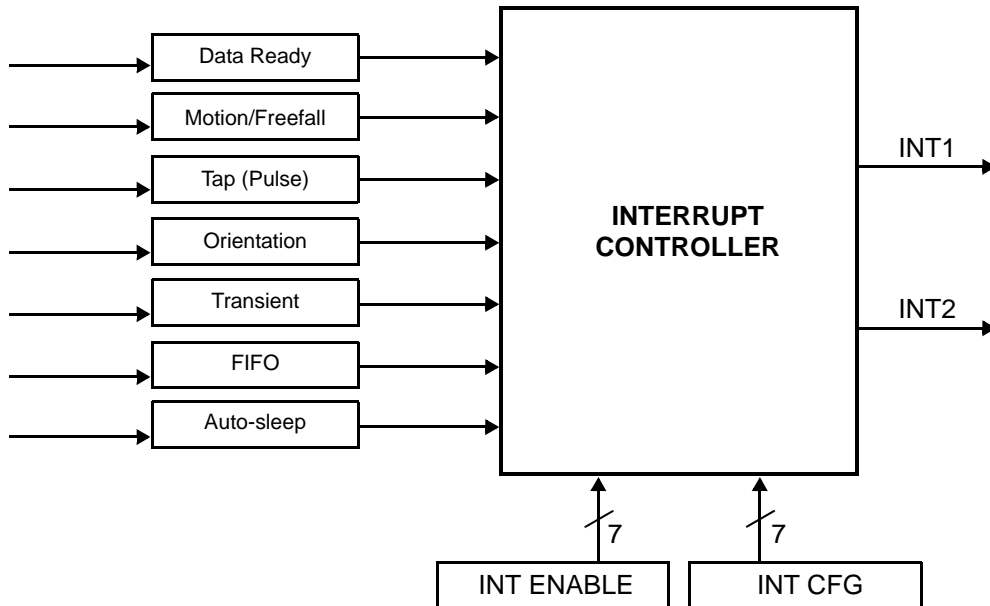 Data Ready
Motion/Freefall
Tap (Pulse)
Orientation
Transient
FIFO
Auto-sleep
INTERRUPT
CONTROLLER
INT1
INT2
7
7
INT ENABLE
INT CFG